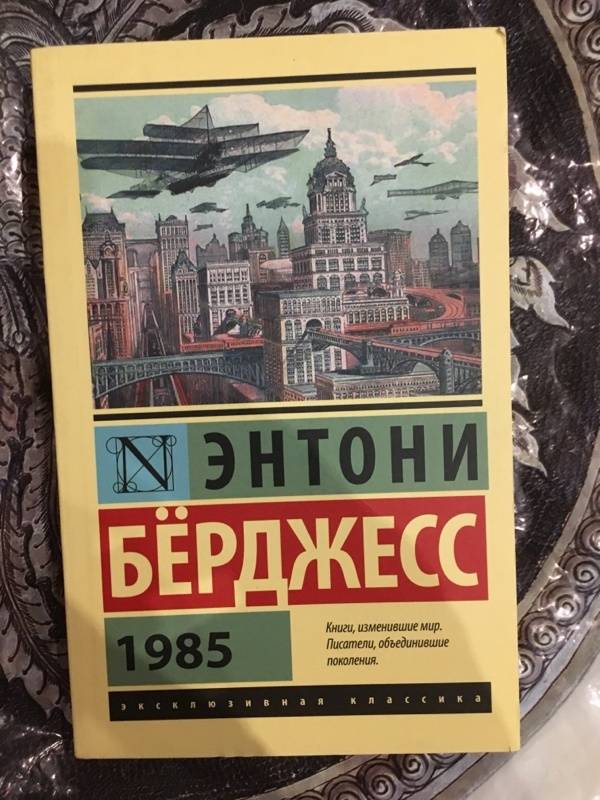 N
ЭНТОНИ
БЁРДЖЕСС
1985
Книги, изменившие мир.
Писатели, объединившие
поколения.
эксклюзивная классика